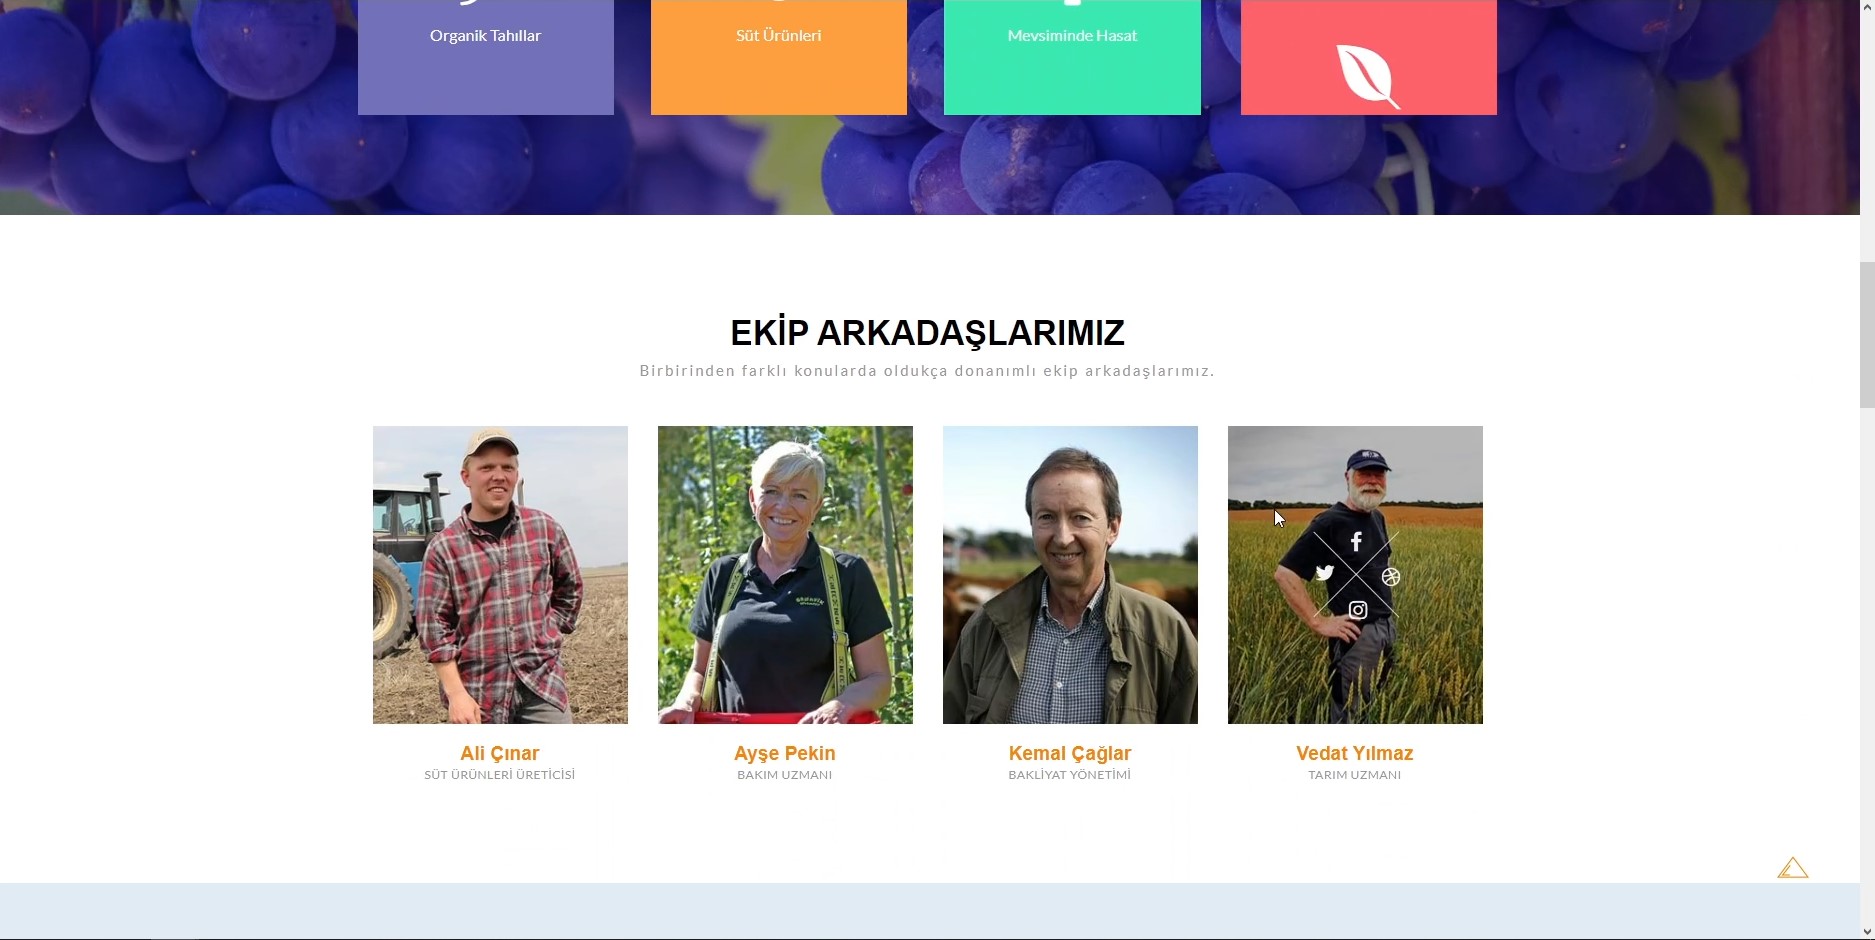 Organik Tahıllar
Süt Ürünleri
Mevsiminde Hasat
EKİP ARKADAŞLARIMIZ
Birbirinden farklı konularda oldukça donanımlı ekip arkadaşlarımız.
Ali Çınar
SÜT ÜRÜNLERİ ÜRETİCİSİ
Ayşe Pekin
BAKIM UZMANI
Kemal Çağlar
BAKLİYAT YÖNETİMİ
Vedat Yılmaz
TARIM UZMANI